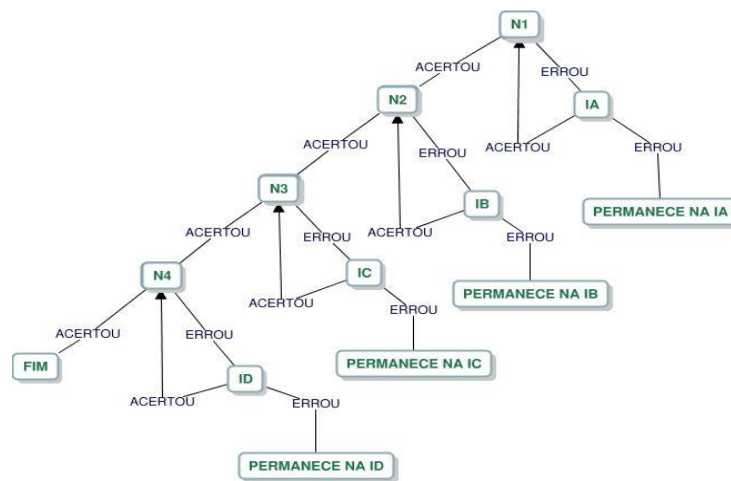 N1
ACERTOU
ERROU
N2
IA
ACERTOU
ERROU
ACERTOU
ERROU
N3
IB
PERMANECE NA IA
ACERTOU
ERROU
ACERTOU
ERROU
N4
IC
PERMANECE NA IB
ACERTOU
ERROU
ACERTOU
ERROU
FIM
ID
PERMANECE NA IC
ACERTOU
ERROU
PERMANECE NA ID